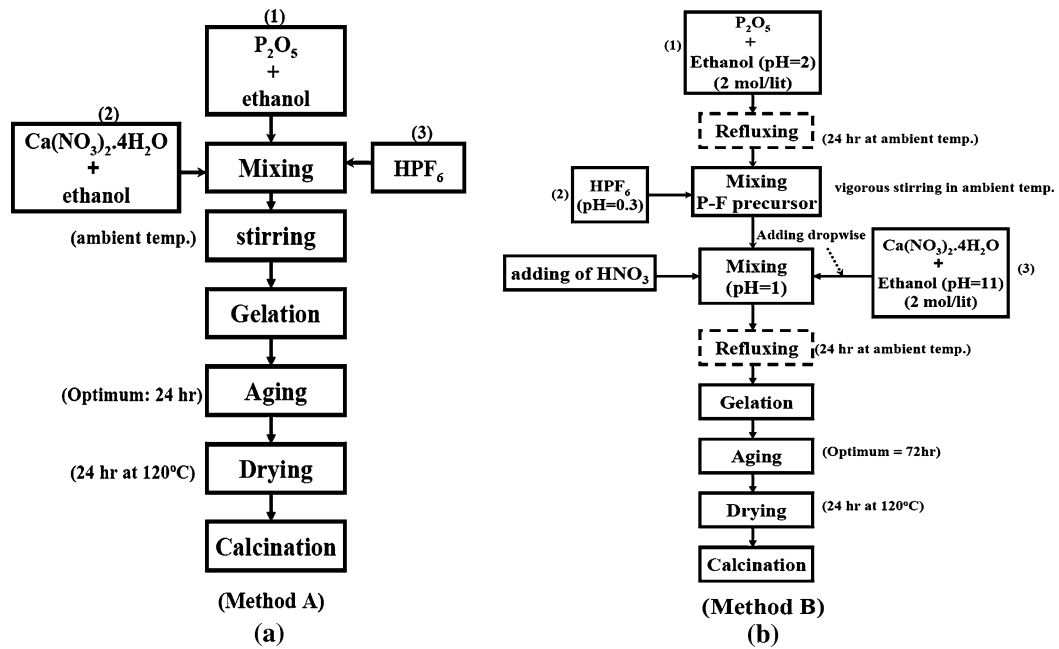 (1)
P₂O₅
+
ethanol
(2)
Ca(NO₃)₂.4H₂O
+
ethanol
Mixing
(3)
HPF₆
(ambient temp.)
stirring
Gelation
(Optimum: 24 hr)
Aging
(24 hr at 120ºC)
Drying
Calcination
(Method A)
(a)
(1)
P₂O₅
+
Ethanol (pH=2)
(2 mol/lit)
Refluxing
(24 hr at ambient temp.)
(2)
HPF₆
(pH=0.3)
Mixing
P-F precursor
vigorous stirring in ambient temp.
Adding dropwise
adding of HNO₃
Mixing
(pH=1)
Ca(NO₃)₂.4H₂O
+
Ethanol (pH=11)
(2 mol/lit)
(3)
Refluxing
(24 hr at ambient temp.)
Gelation
Aging
(Optimum = 72hr)
Drying
(24 hr at 120ºC)
Calcination
(Method B)
(b)